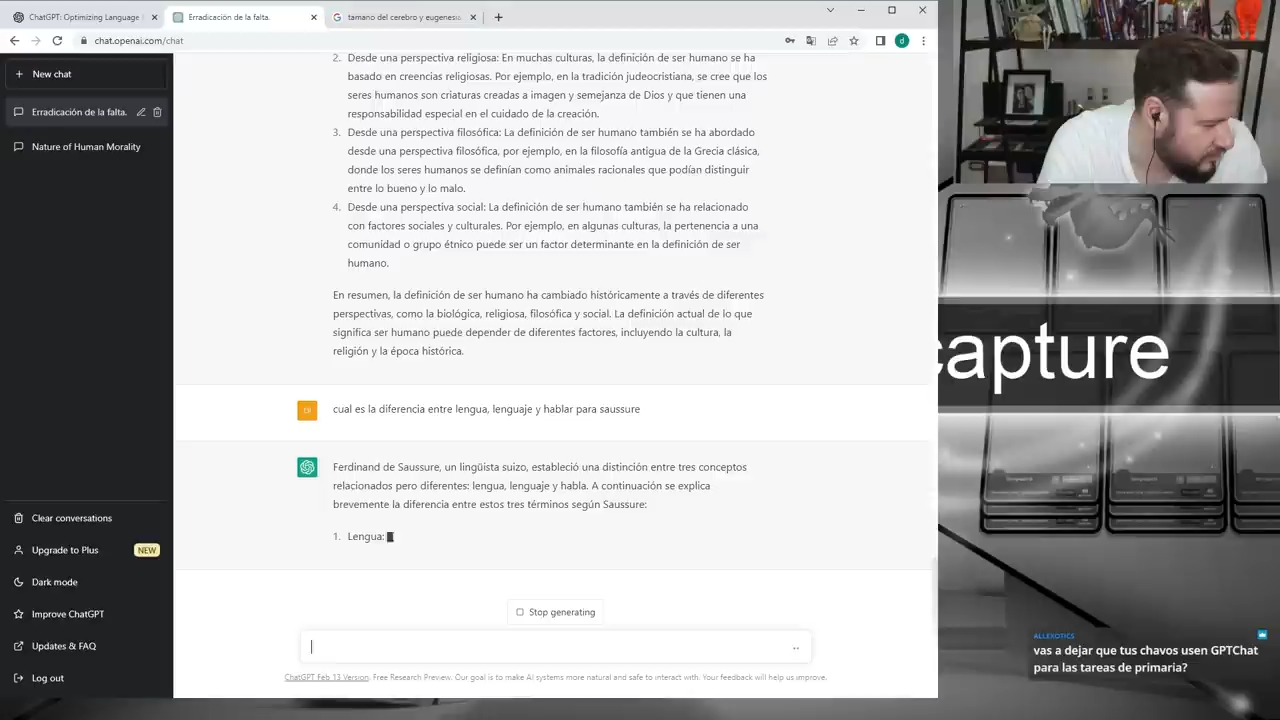 ChatGPT: Optimizing Language
Erradicación de la falta.
tamano del cerebro y eugenesia
chat.openai.com/chat
New chat
Erradicación de la falta.
Nature of Human Morality
2. Desde una perspectiva religiosa: En muchas culturas, la definición de ser humano se ha
basado en creencias religiosas. Por ejemplo, en la tradición judeocristiana, se cree que los
seres humanos son criaturas creadas a imagen y semejanza de Dios y que tienen una
responsabilidad especial en el cuidado de la creación.
3. Desde una perspectiva filosófica: La definición de ser humano también se ha abordado
desde una perspectiva filosófica, por ejemplo, en la filosofía antigua de la Grecia clásica,
donde los seres humanos se definían como animales racionales que podían distinguir
entre lo bueno y lo malo.
4. Desde una perspectiva social: La definición de ser humano también se ha relacionado
con factores sociales y culturales. Por ejemplo, en algunas culturas, la pertenencia a una
comunidad o grupo étnico puede ser un factor determinante en la definición de ser
humano.
En resumen, la definición de ser humano ha cambiado históricamente a través de diferentes
perspectivas, como la biológica, religiosa, filosófica y social. La definición actual de lo que
significa ser humano puede depender de diferentes factores, incluyendo la cultura, la
religión y la época histórica.
cual es la diferencia entre lengua, lenguaje y hablar para saussure
Ferdinand de Saussure, un lingüista suizo, estableció una distinción entre tres conceptos
relacionados pero diferentes: lengua, lenguaje y habla. A continuación se explica
brevemente la diferencia entre estos tres términos según Saussure:
1. Lengua:
Stop generating
ChatGPT Feb 13 Version. Free Research Preview. Our goal is to make AI systems more natural and safe to interact with. Your feedback will help us improve.
Clear conversations
Upgrade to Plus
NEW
Dark mode
Improve ChatGPT
Updates & FAQ
Log out
capture
ALLEXOTICS
vas a dejar que tus chavos usen GPTChat
para las tareas de primaria?